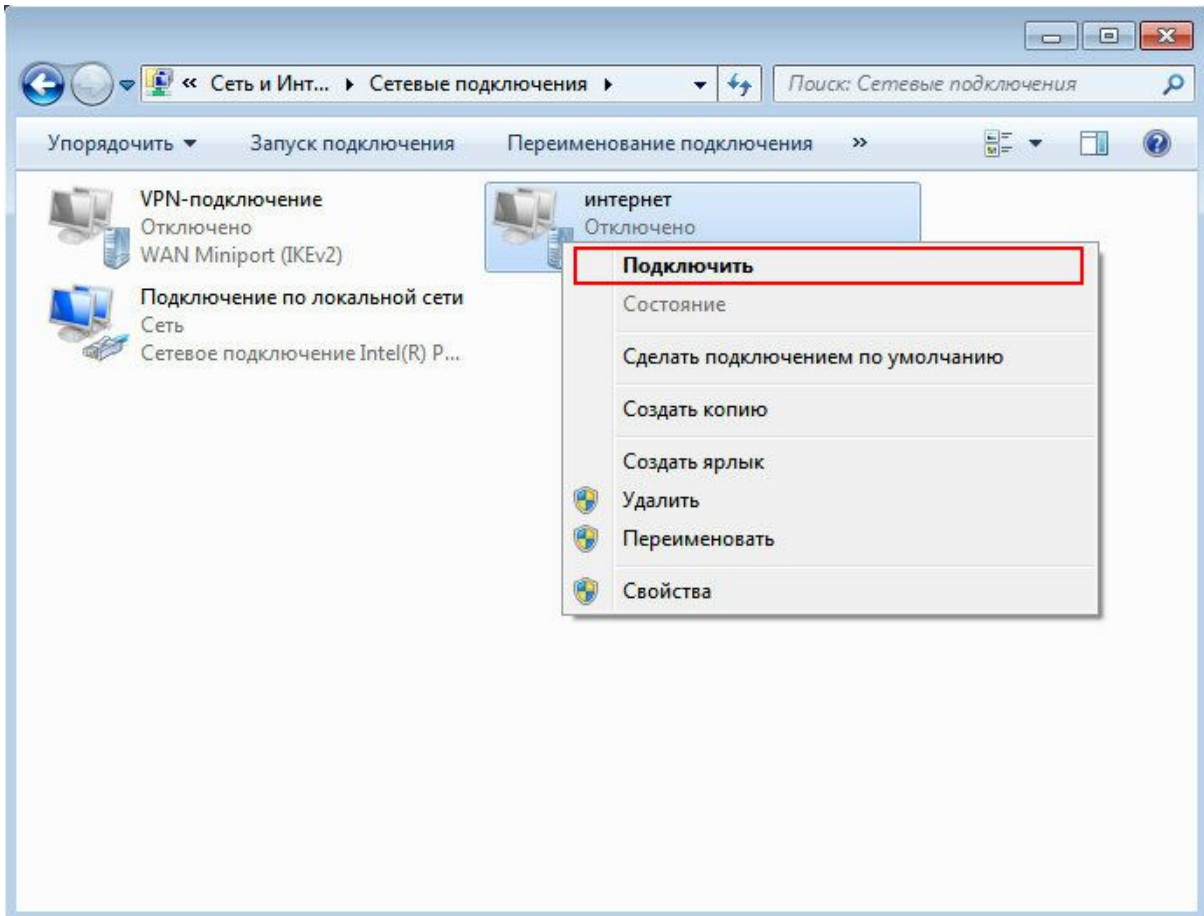 « Сеть и Инт... Сетевые подключения Поиск: Сетевые подключения
Упорядочить Запуск подключения Переименование подключения »
VPN-подключение
Отключено
WAN Miniport (IKEv2)
интернет
Отключено
Подключение по локальной сети
Сеть
Сетевое подключение Intel(R) P...
Подключить
Состояние
Сделать подключением по умолчанию
Создать копию
Создать ярлык
Удалить
Переименовать
Свойства